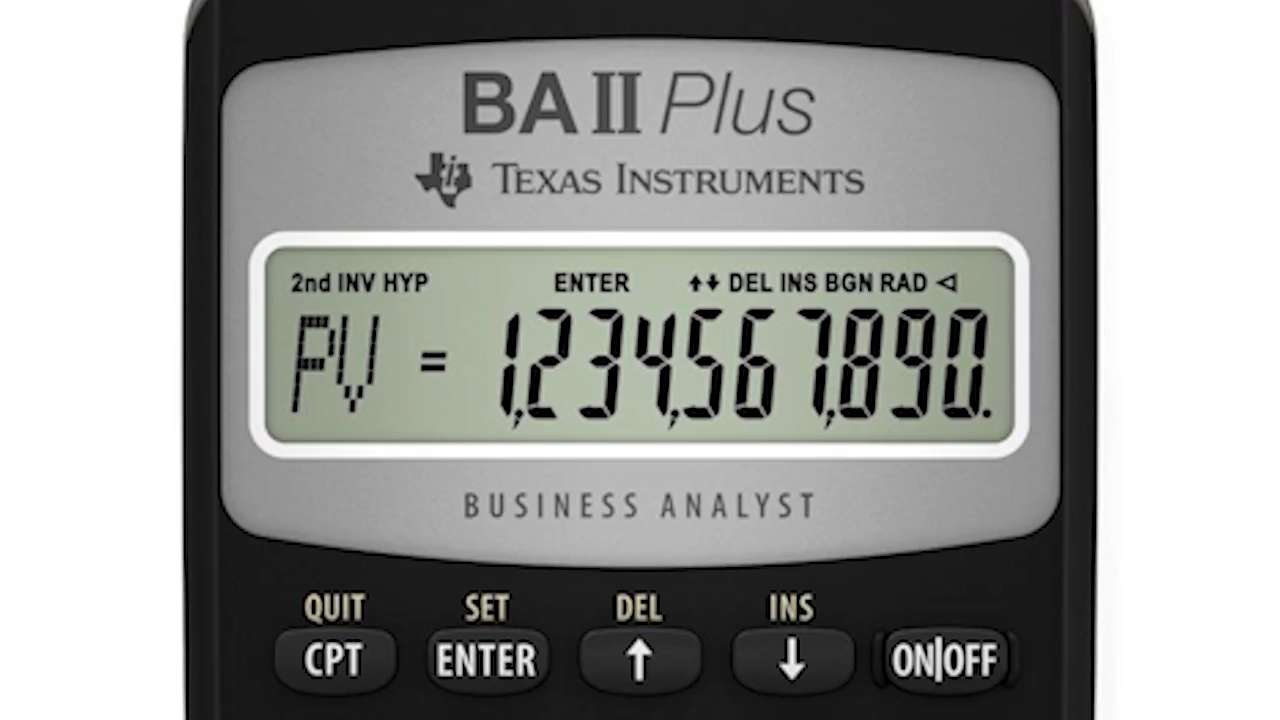 BA II Plus
TEXAS INSTRUMENTS
2nd INV HYP ENTER ↑↓ DEL INS BGN RAD ◁
PV = 1,234,567,890.
BUSINESS ANALYST
QUIT SET DEL INS
CPT ENTER ↑ ↓ ON|OFF